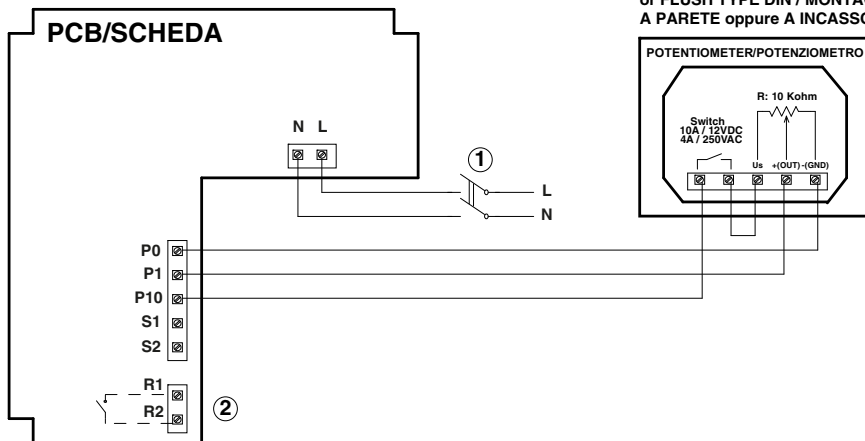 or FLUSH TYPE DIN / MONTAG
A PARETE oppure A INCASSO
PCB/SCHEDA
POTENTIOMETER/POTENZIOMETRO
R: 10 Kohm
Switch
10A / 12VDC
4A / 250VAC
Us +(OUT) -(GND)
N L
1
L
N
P0
P1
P10
S1
S2
R1
R2
2